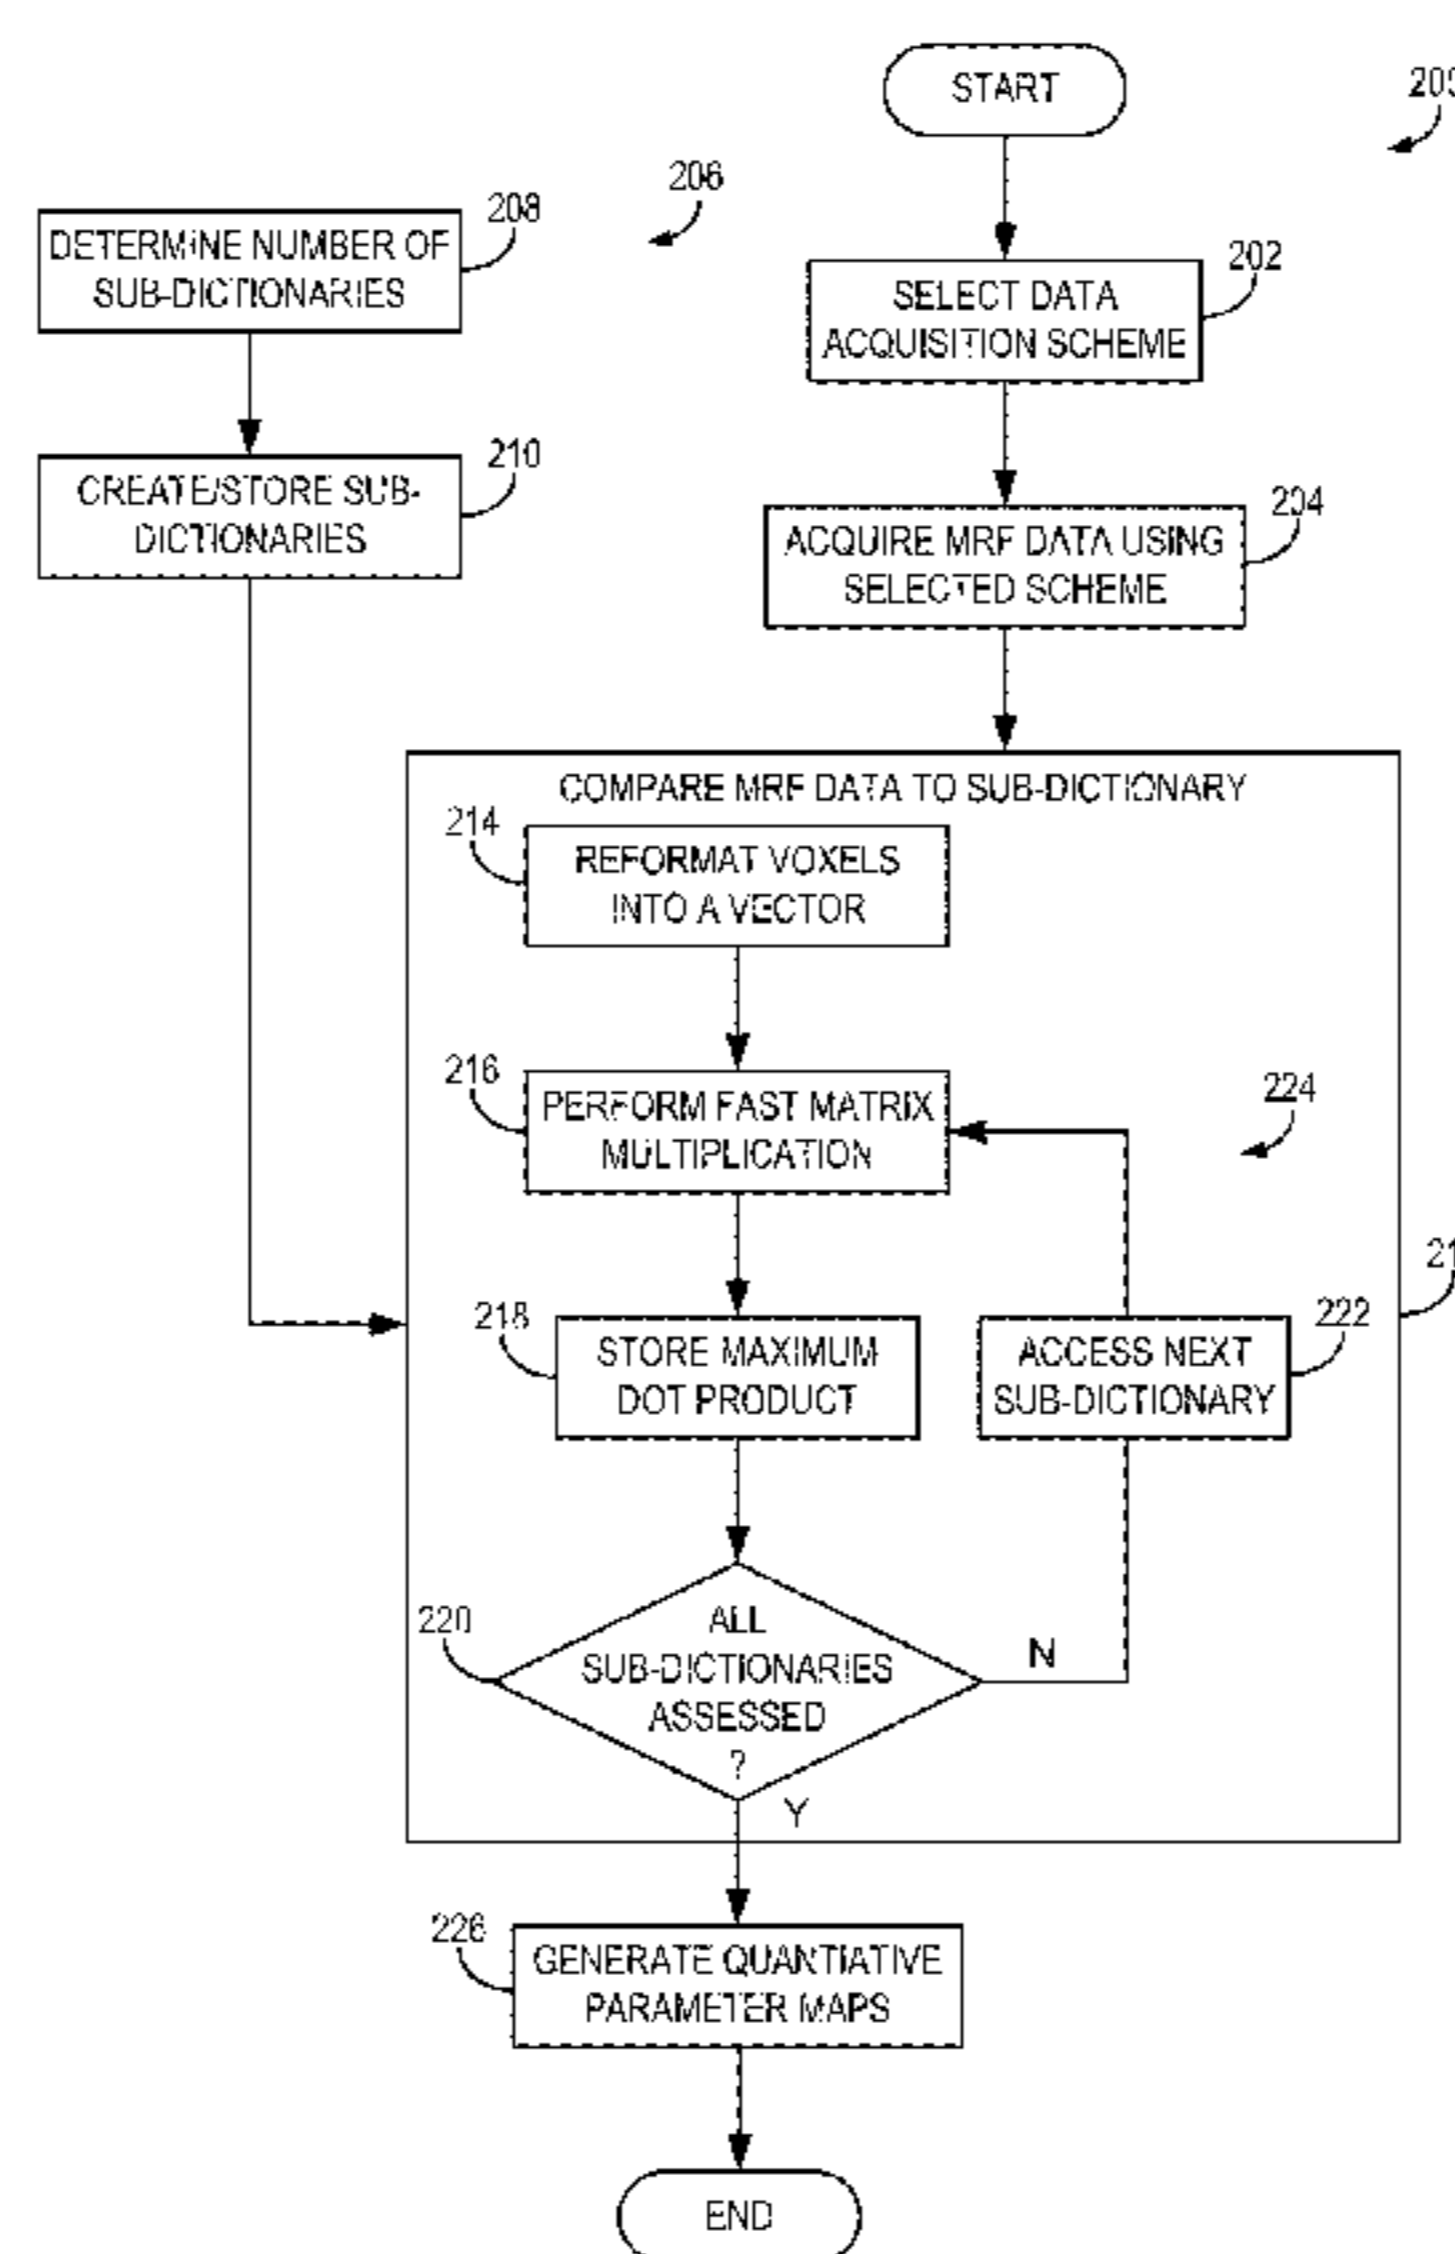 START
206
208
DETERMINE NUMBER OF
SUB-DICTIONARIES
202
SELECT DATA
ACQUISITION SCHEME
210
CREATE/STORE SUB-
DICTIONARIES
204
ACQUIRE MRF DATA USING
SELECTED SCHEME
COMPARE MRF DATA TO SUB-DICTIONARY
214
REFORMAT VOXELS
INTO A VECTOR
216
PERFORM FAST MATRIX
MULTIPLICATION
224
218
STORE MAXIMUM
DOT PRODUCT
222
ACCESS NEXT
SUB-DICTIONARY
220
ALL
SUB-DICTIONARIES
ASSESSED
?
N
Y
226
GENERATE QUANTIATIVE
PARAMETER MAPS
END